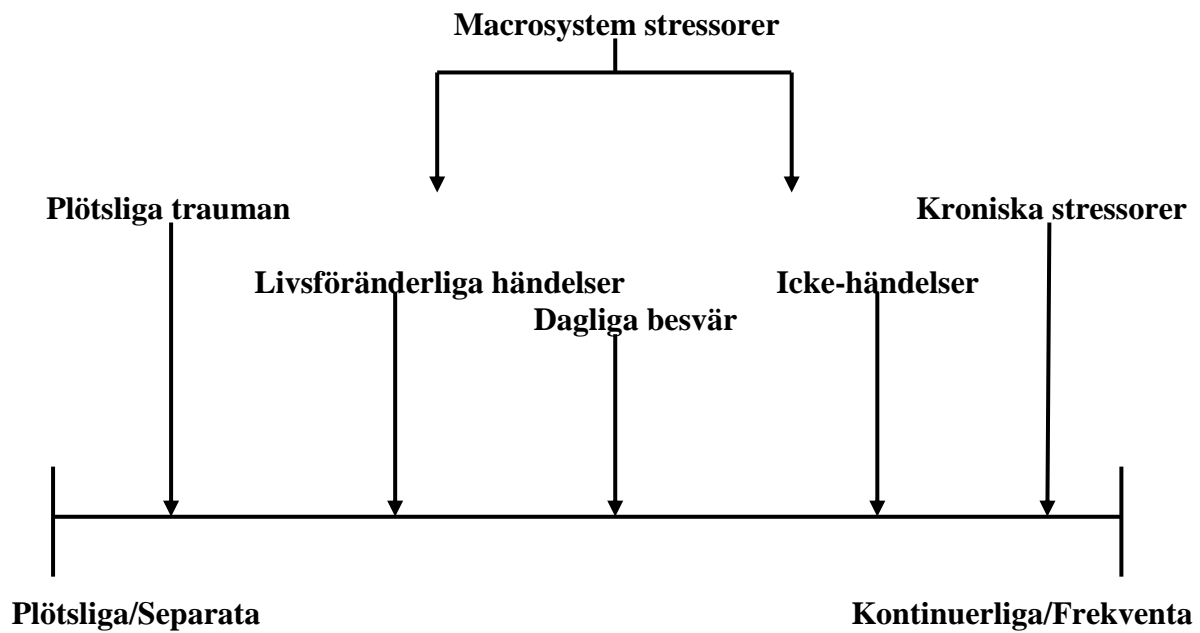 Macrosystem stressorer
Plötsliga trauman
Kroniska stressorer
Livsföränderliga händelser
Icke-händelser
Dagliga besvär
Plötsliga/Separata
Kontinuerliga/Frekventa